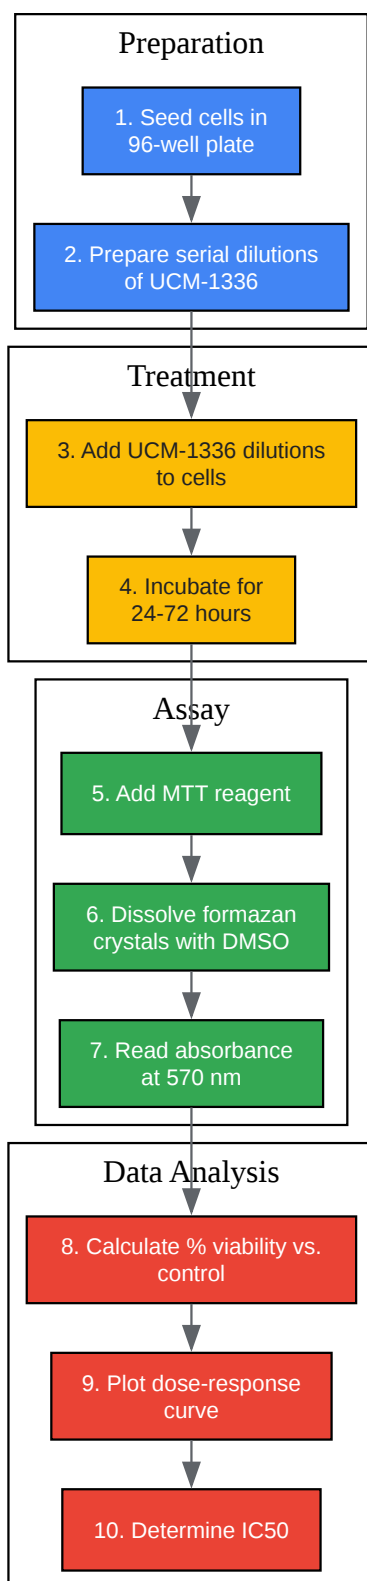 Preparation
1. Seed cells in
96-well plate
2. Prepare serial dilutions
of UCM-1336
Treatment
3. Add UCM-1336 dilutions
to cells
4. Incubate for
24-72 hours
Assay
5. Add MTT reagent
6. Dissolve formazan
crystals with DMSO
7. Read absorbance
at 570 nm
Data Analysis
8. Calculate % viability vs.
control
9. Plot dose-response
curve
10. Determine IC50